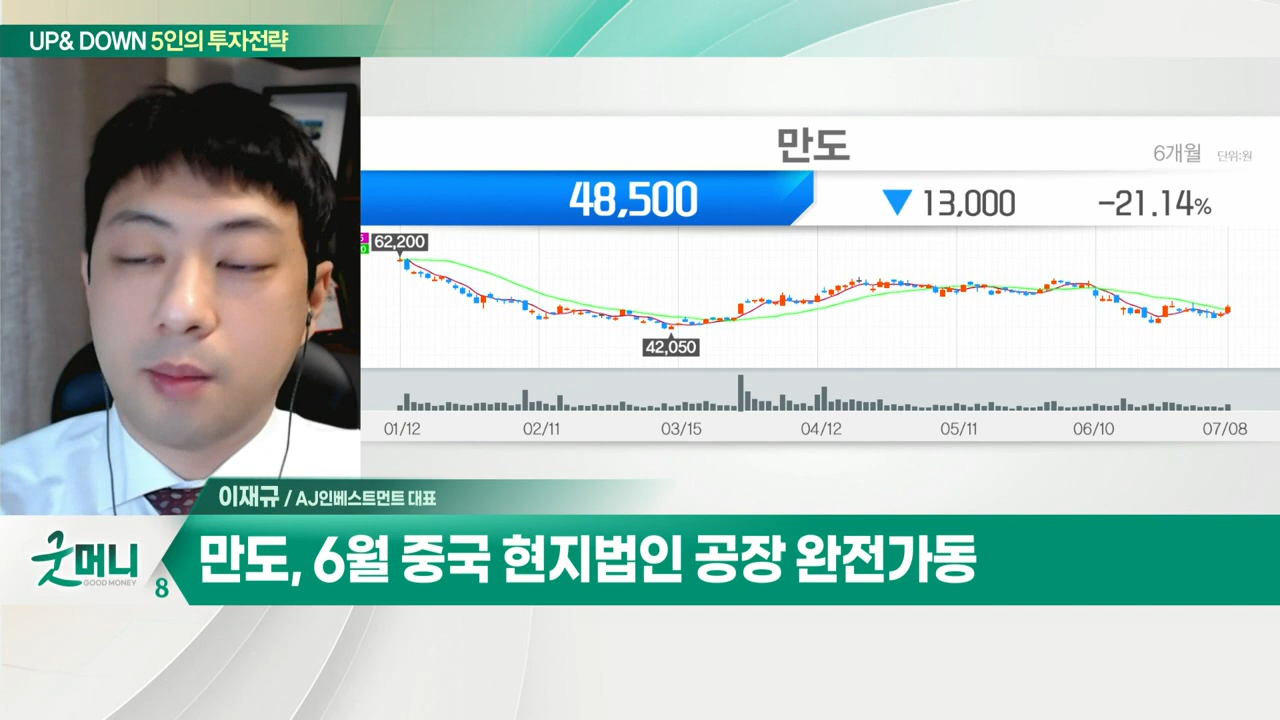 UP& DOWN 5인의 투자전략
만도
6개월 단위:원
48,500 ▼ 13,000 -21.14%
62,200
42,050
01/12 02/11 03/15 04/12 05/11 06/10 07/08
이재규 / AJ인베스트먼트 대표
굿머니
GOOD MONEY
8
만도, 6월 중국 현지법인 공장 완전가동